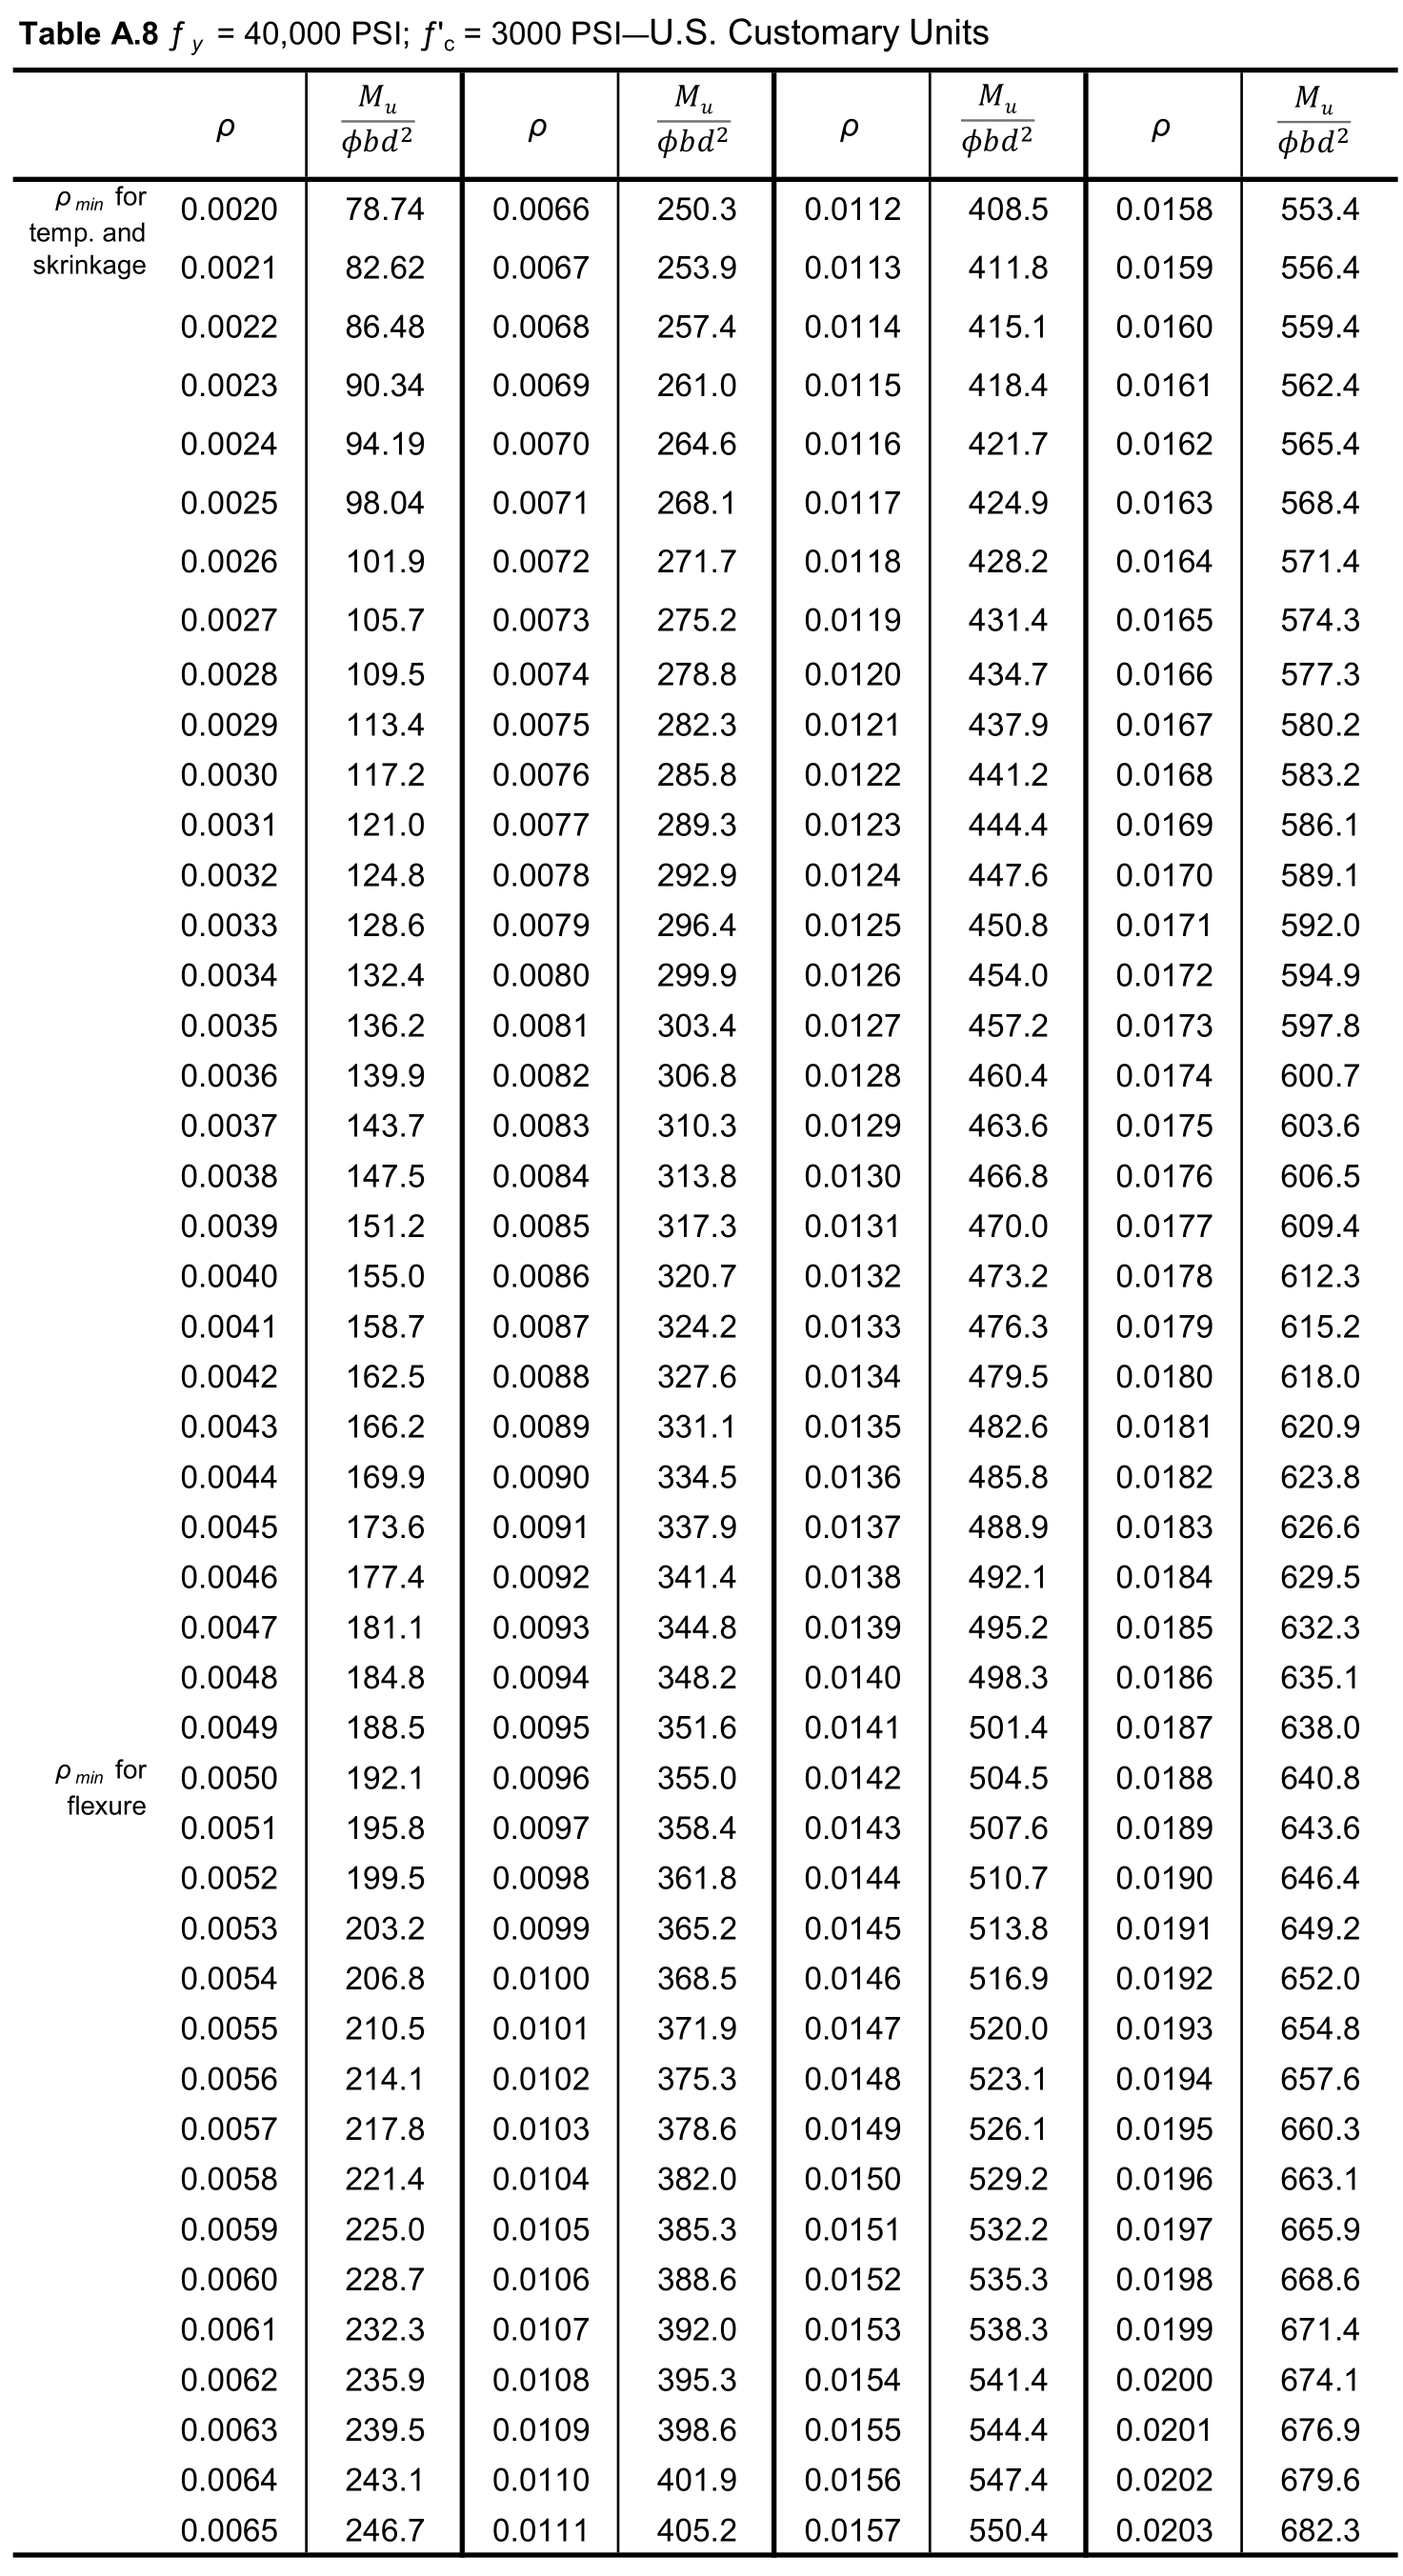 Table A.8 ƒ y = 40,000 PSI; ƒ'c = 3000 PSI—U.S. Customary Units
ρ Mu/ϕbd² ρ Mu/ϕbd² ρ Mu/ϕbd² ρ Mu/ϕbd²
ρ min for temp. and skrinkage 0.0020 78.74 0.0066 250.3 0.0112 408.5 0.0158 553.4
0.0021 82.62 0.0067 253.9 0.0113 411.8 0.0159 556.4
0.0022 86.48 0.0068 257.4 0.0114 415.1 0.0160 559.4
0.0023 90.34 0.0069 261.0 0.0115 418.4 0.0161 562.4
0.0024 94.19 0.0070 264.6 0.0116 421.7 0.0162 565.4
0.0025 98.04 0.0071 268.1 0.0117 424.9 0.0163 568.4
0.0026 101.9 0.0072 271.7 0.0118 428.2 0.0164 571.4
0.0027 105.7 0.0073 275.2 0.0119 431.4 0.0165 574.3
0.0028 109.5 0.0074 278.8 0.0120 434.7 0.0166 577.3
0.0029 113.4 0.0075 282.3 0.0121 437.9 0.0167 580.2
0.0030 117.2 0.0076 285.8 0.0122 441.2 0.0168 583.2
0.0031 121.0 0.0077 289.3 0.0123 444.4 0.0169 586.1
0.0032 124.8 0.0078 292.9 0.0124 447.6 0.0170 589.1
0.0033 128.6 0.0079 296.4 0.0125 450.8 0.0171 592.0
0.0034 132.4 0.0080 299.9 0.0126 454.0 0.0172 594.9
0.0035 136.2 0.0081 303.4 0.0127 457.2 0.0173 597.8
0.0036 139.9 0.0082 306.8 0.0128 460.4 0.0174 600.7
0.0037 143.7 0.0083 310.3 0.0129 463.6 0.0175 603.6
0.0038 147.5 0.0084 313.8 0.0130 466.8 0.0176 606.5
0.0039 151.2 0.0085 317.3 0.0131 470.0 0.0177 609.4
0.0040 155.0 0.0086 320.7 0.0132 473.2 0.0178 612.3
0.0041 158.7 0.0087 324.2 0.0133 476.3 0.0179 615.2
0.0042 162.5 0.0088 327.6 0.0134 479.5 0.0180 618.0
0.0043 166.2 0.0089 331.1 0.0135 482.6 0.0181 620.9
0.0044 169.9 0.0090 334.5 0.0136 485.8 0.0182 623.8
0.0045 173.6 0.0091 337.9 0.0137 488.9 0.0183 626.6
0.0046 177.4 0.0092 341.4 0.0138 492.1 0.0184 629.5
0.0047 181.1 0.0093 344.8 0.0139 495.2 0.0185 632.3
0.0048 184.8 0.0094 348.2 0.0140 498.3 0.0186 635.1
0.0049 188.5 0.0095 351.6 0.0141 501.4 0.0187 638.0
ρ min for flexure 0.0050 192.1 0.0096 355.0 0.0142 504.5 0.0188 640.8
0.0051 195.8 0.0097 358.4 0.0143 507.6 0.0189 643.6
0.0052 199.5 0.0098 361.8 0.0144 510.7 0.0190 646.4
0.0053 203.2 0.0099 365.2 0.0145 513.8 0.0191 649.2
0.0054 206.8 0.0100 368.5 0.0146 516.9 0.0192 652.0
0.0055 210.5 0.0101 371.9 0.0147 520.0 0.0193 654.8
0.0056 214.1 0.0102 375.3 0.0148 523.1 0.0194 657.6
0.0057 217.8 0.0103 378.6 0.0149 526.1 0.0195 660.3
0.0058 221.4 0.0104 382.0 0.0150 529.2 0.0196 663.1
0.0059 225.0 0.0105 385.3 0.0151 532.2 0.0197 665.9
0.0060 228.7 0.0106 388.6 0.0152 535.3 0.0198 668.6
0.0061 232.3 0.0107 392.0 0.0153 538.3 0.0199 671.4
0.0062 235.9 0.0108 395.3 0.0154 541.4 0.0200 674.1
0.0063 239.5 0.0109 398.6 0.0155 544.4 0.0201 676.9
0.0064 243.1 0.0110 401.9 0.0156 547.4 0.0202 679.6
0.0065 246.7 0.0111 405.2 0.0157 550.4 0.0203 682.3